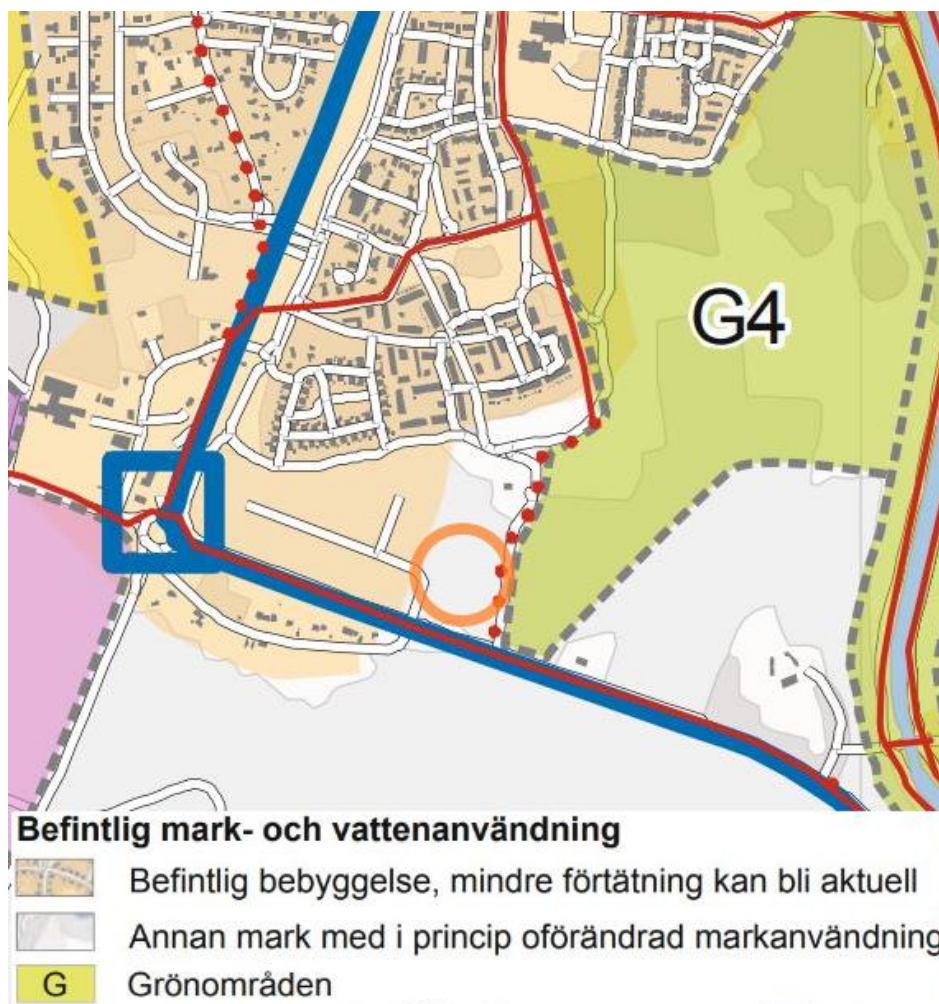 G4
Befintlig mark- och vattenanvändning
Befintlig bebyggelse, mindre förtätning kan bli aktuell
Annan mark med i princip oförändrad markanvändning
G Grönområden